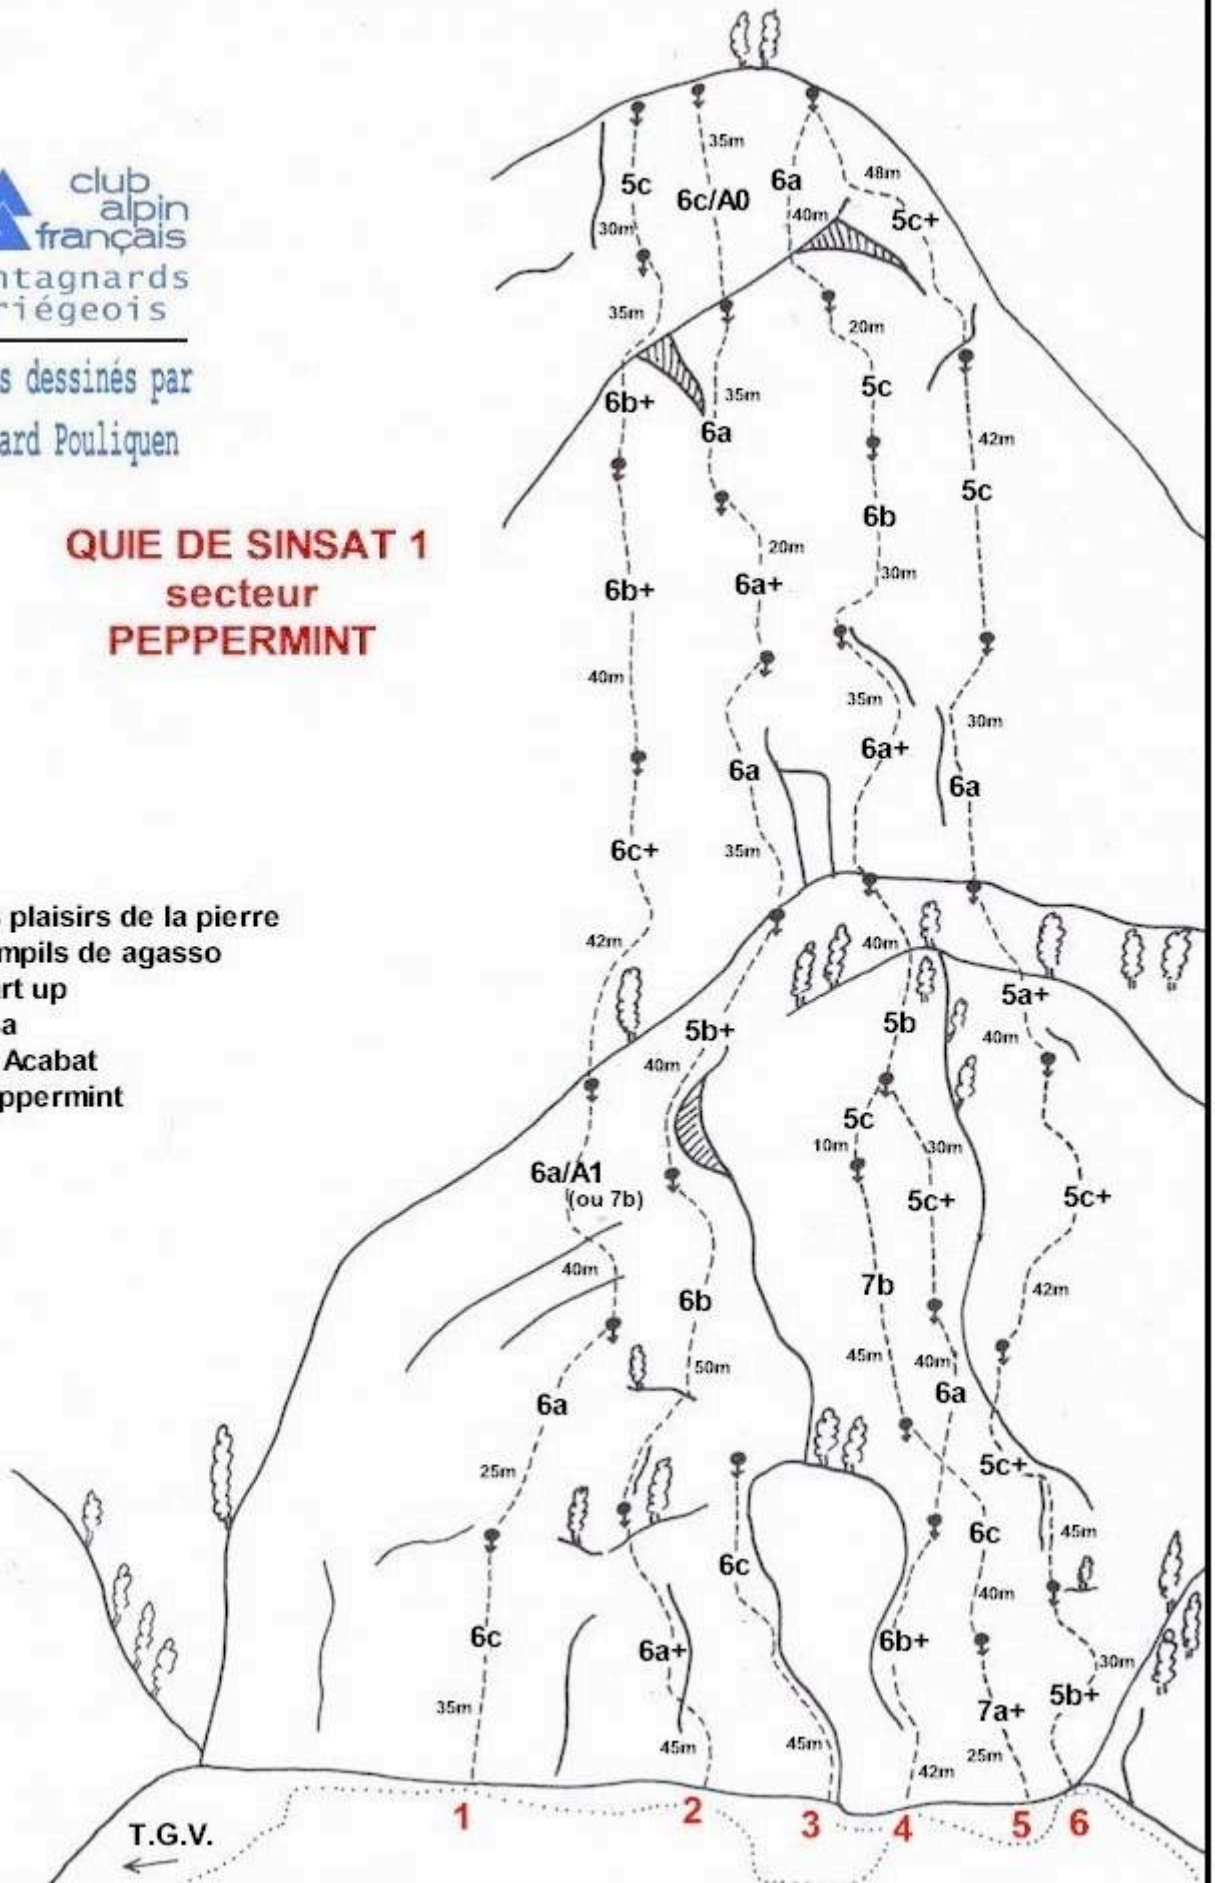 club
alpin
français
ntagnards
riégeois
s dessinés par
ard Pouliquen
QUIE DE SINSAT 1
secteur
PEPPERMINT
s plaisirs de la pierre
mpils de agasso
rt up
sa
Acabat
ppermint
35m
5c
6c/A0
6a
48m
30m
40m
5c+
35m
20m
6b+
35m
5c
6a
42m
5c
6b
20m
30m
6b+
6a+
40m
35m
30m
6a+
6a
6a
6c+
35m
42m
40m
5a+
5b+
5b
40m
40m
5c
10m
30m
6a/A1
(ou 7b)
5c+
5c+
40m
7b
42m
6b
45m
40m
50m
6a
6a
5c+
25m
6c
45m
6c
40m
6c
6a+
6b+
30m
5b+
35m
7a+
45m
45m
25m
42m
1
2
3
4
5
6
T.G.V.